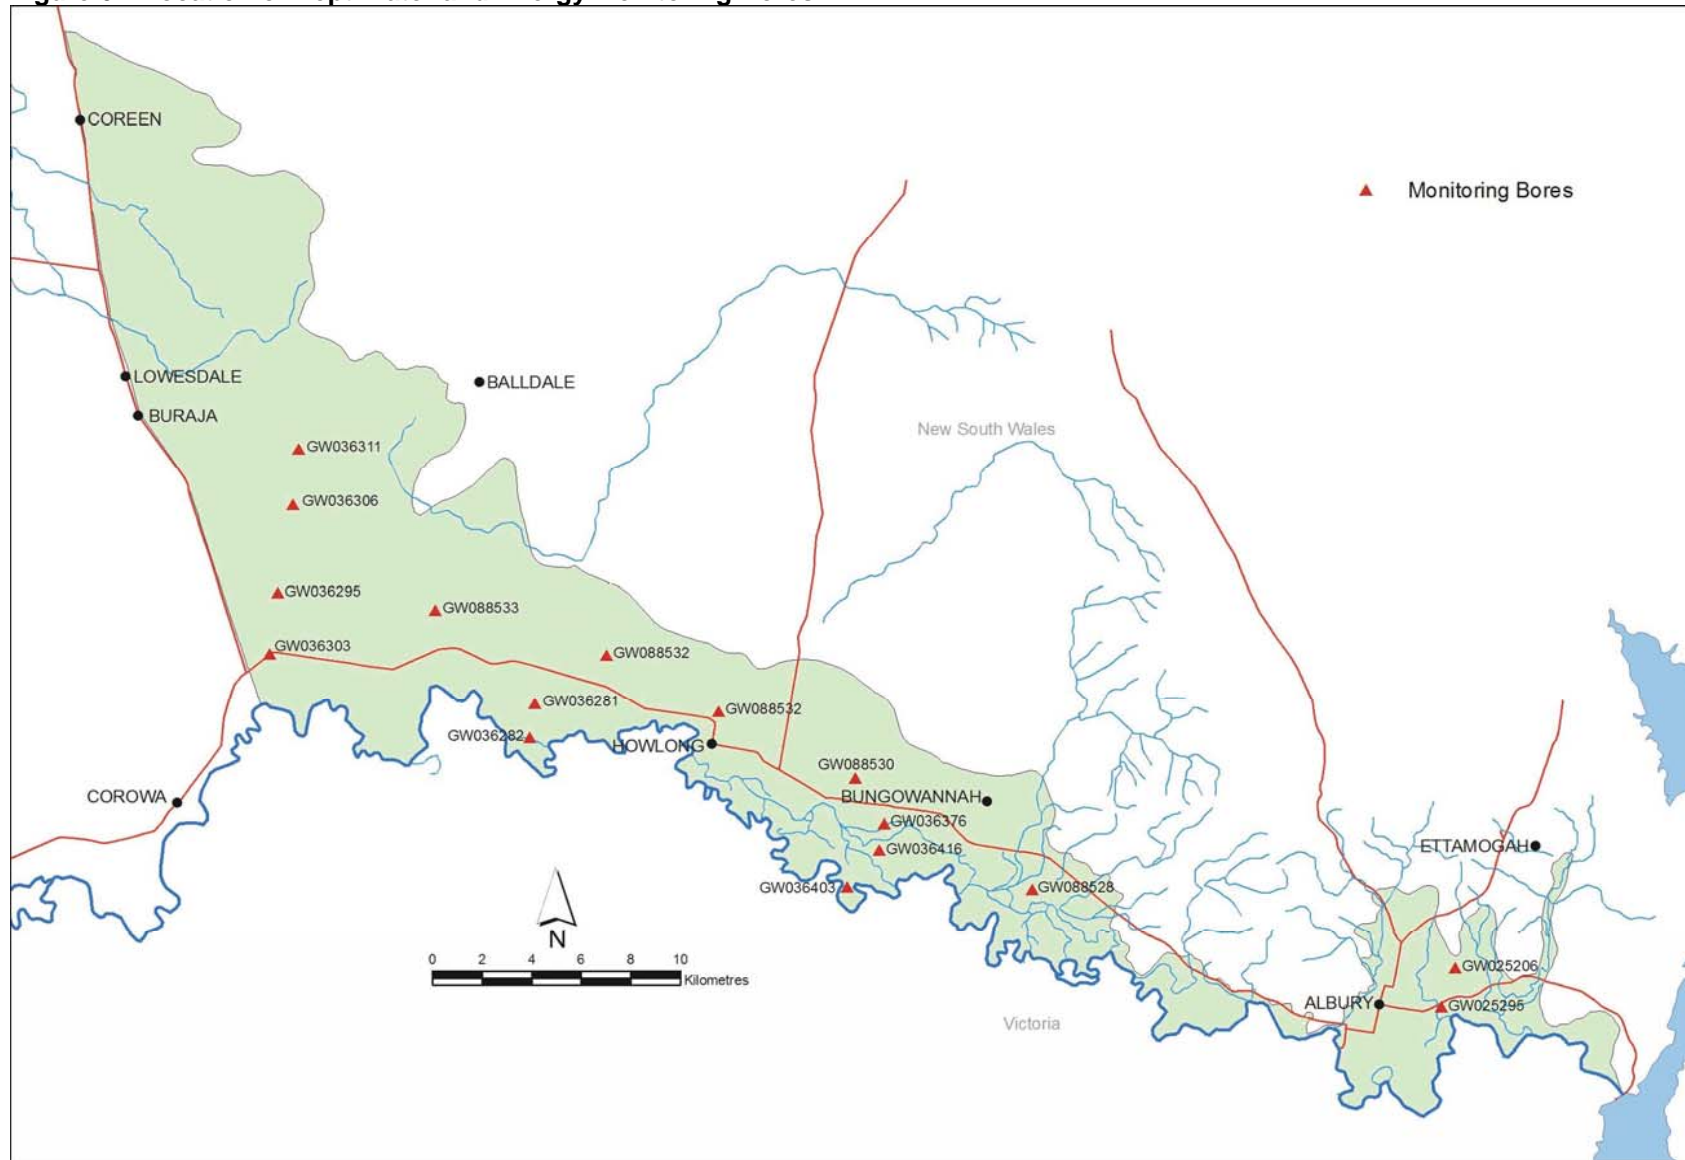 COREEN
Monitoring Bores
LOWESDALE
BALLDALE
BURAJA
New South Wales
GW036311
GW036306
GW036295
GW088533
GW036303
GW088532
GW036281
GW088532
GW036282
HOWLONG
GW088530
COROWA
BUNGOWANNAH
GW036376
ETTAMOGAH
GW036416
GW036403
GW088528
N
0 2 4 6 8 10
Kilometres
GW025206
ALBURY
GW025295
Victoria